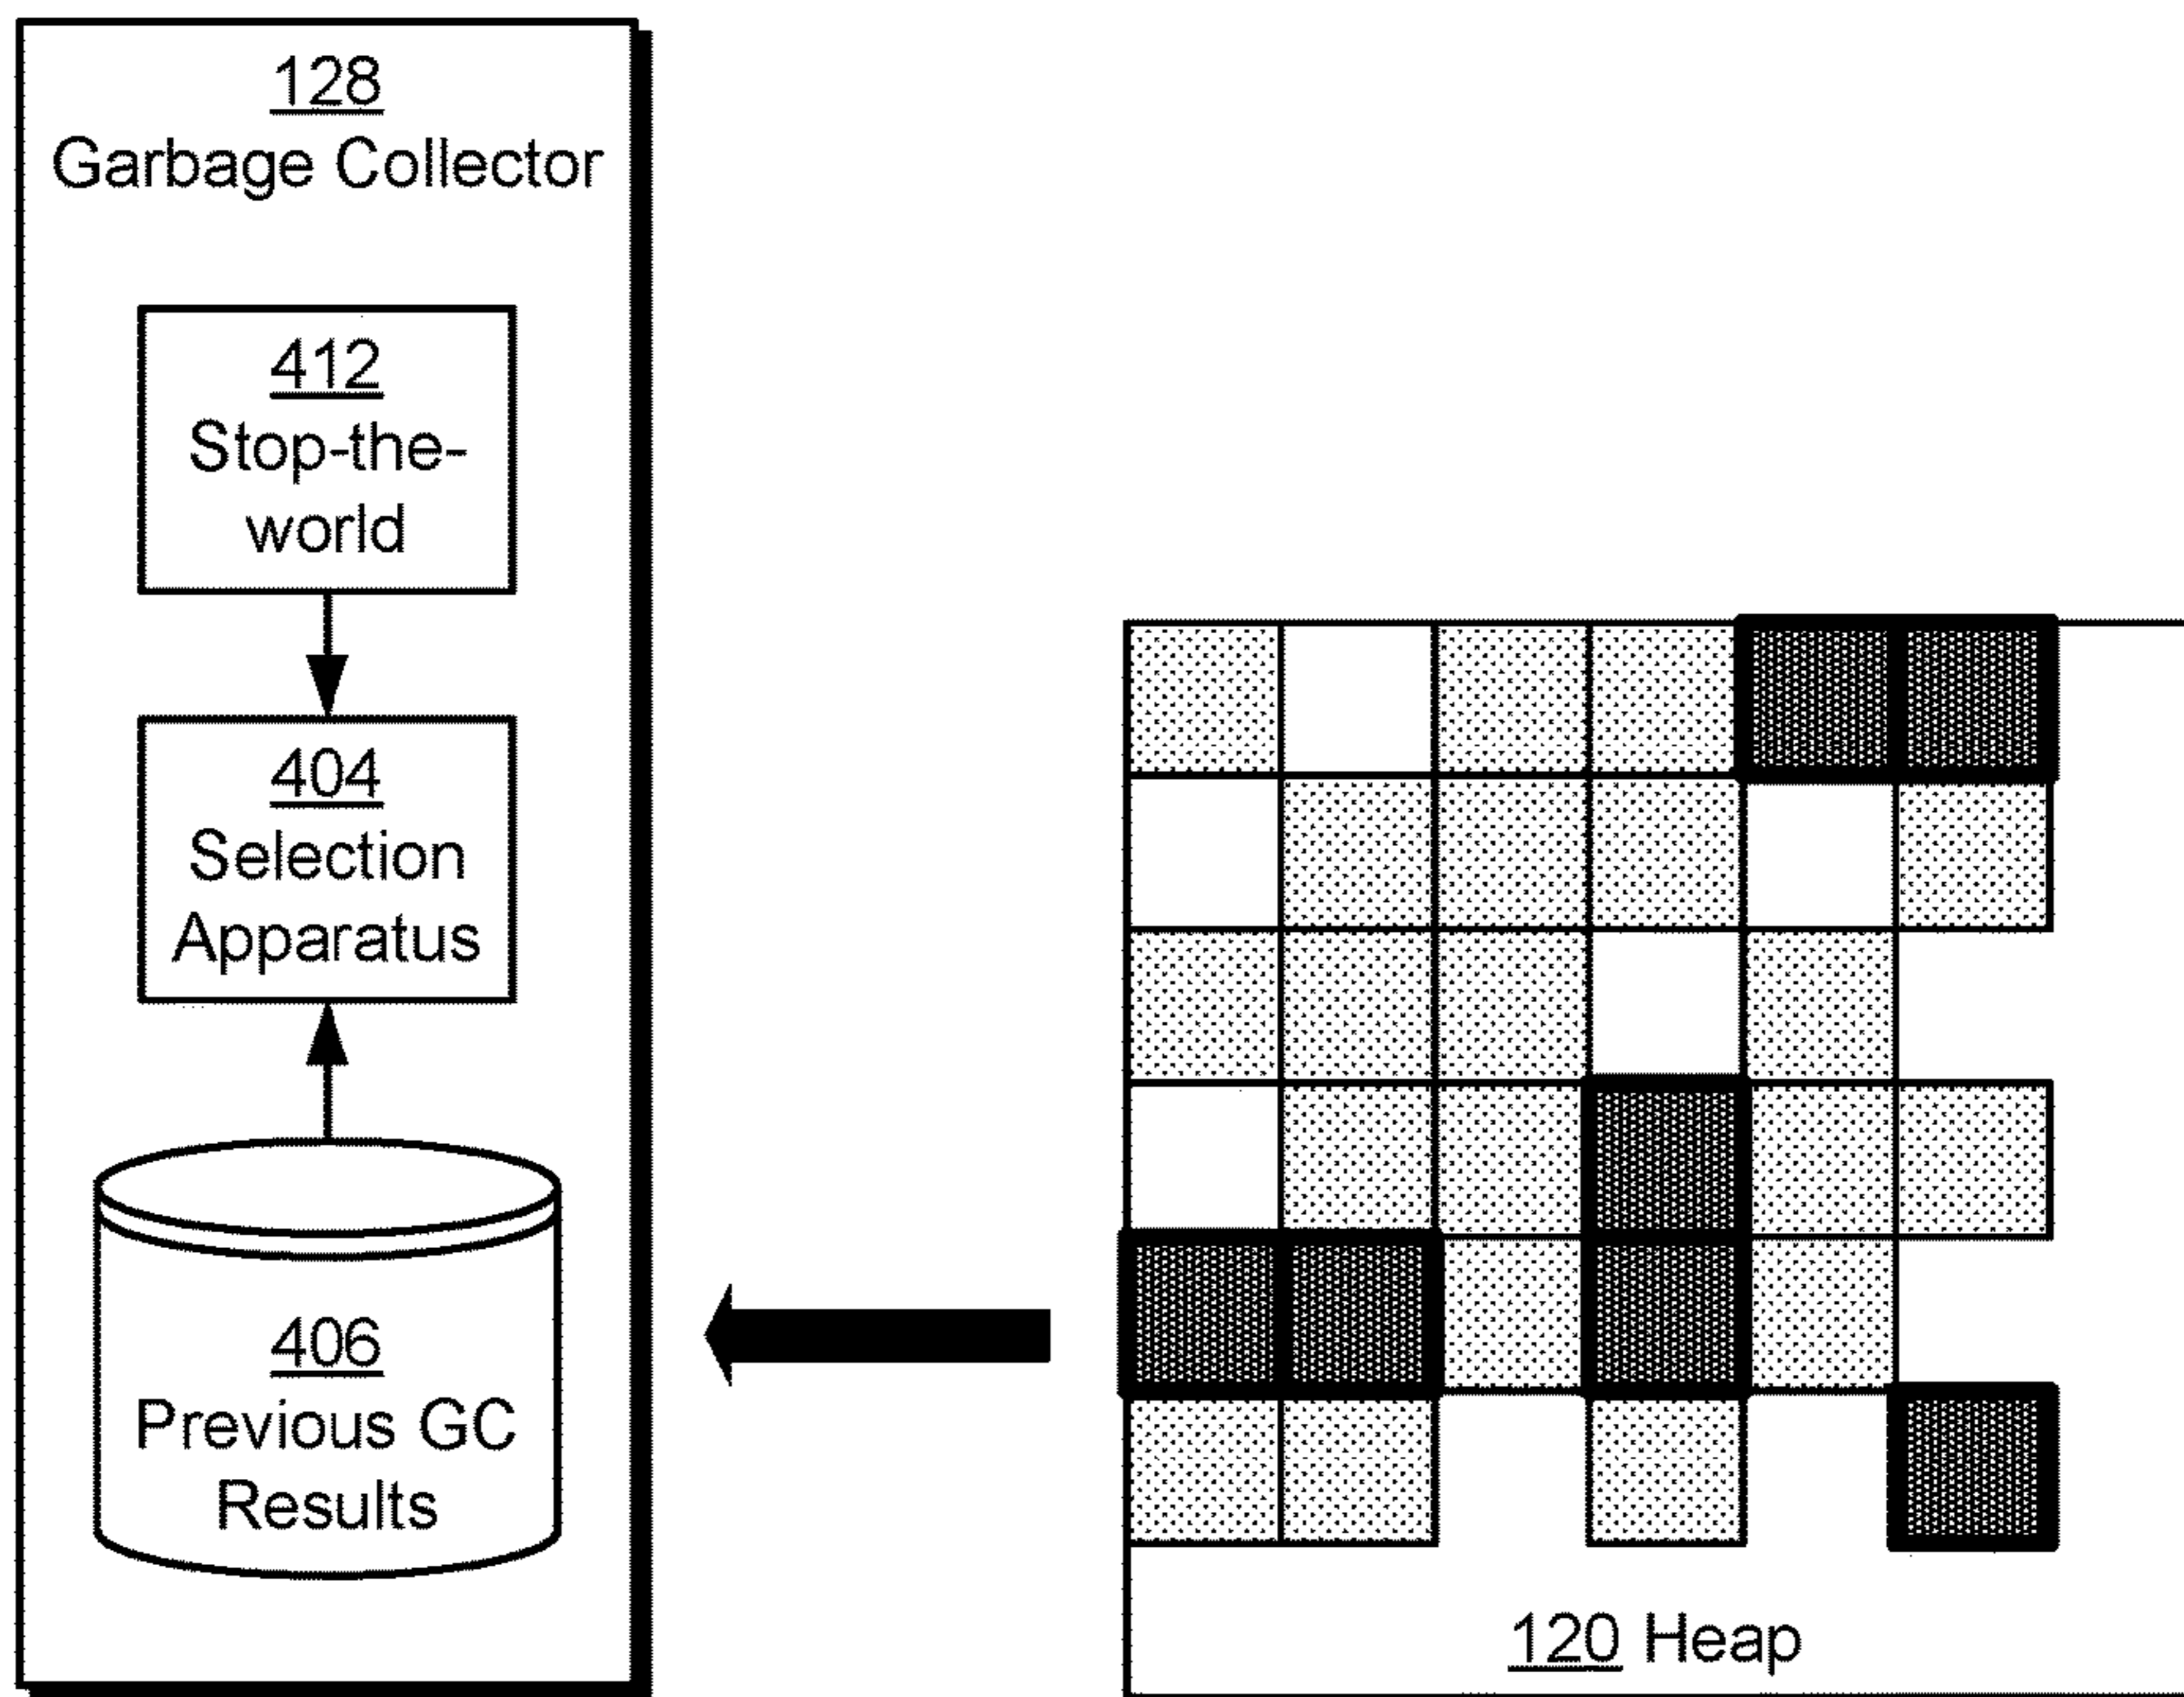 128
Garbage Collector
412
Stop-the-
world
404
Selection
Apparatus
406
Previous GC
Results
120 Heap